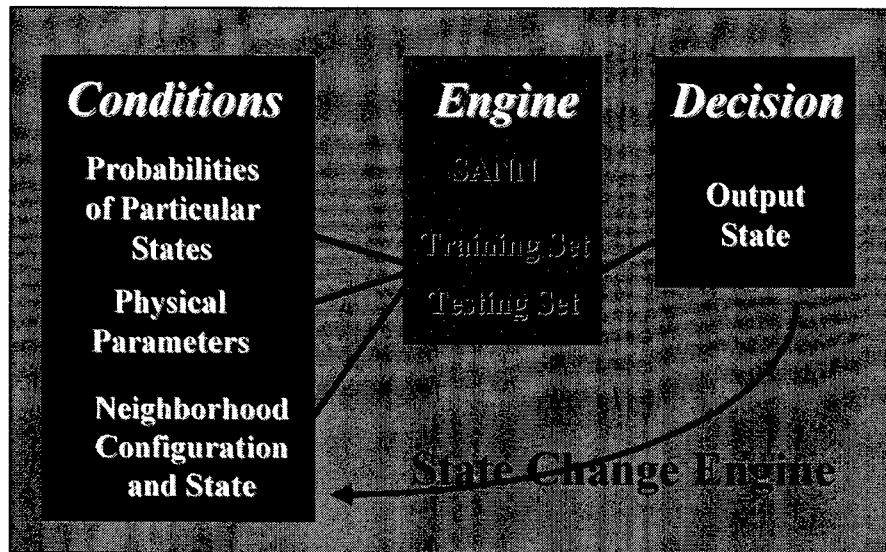 Conditions
Probabilities
of Particular
States
Physical
Parameters
Neighborhood
Configuration
and State
Engine
SANN
Training Set
Testing Set
Decision
Output
State
State Change Engine